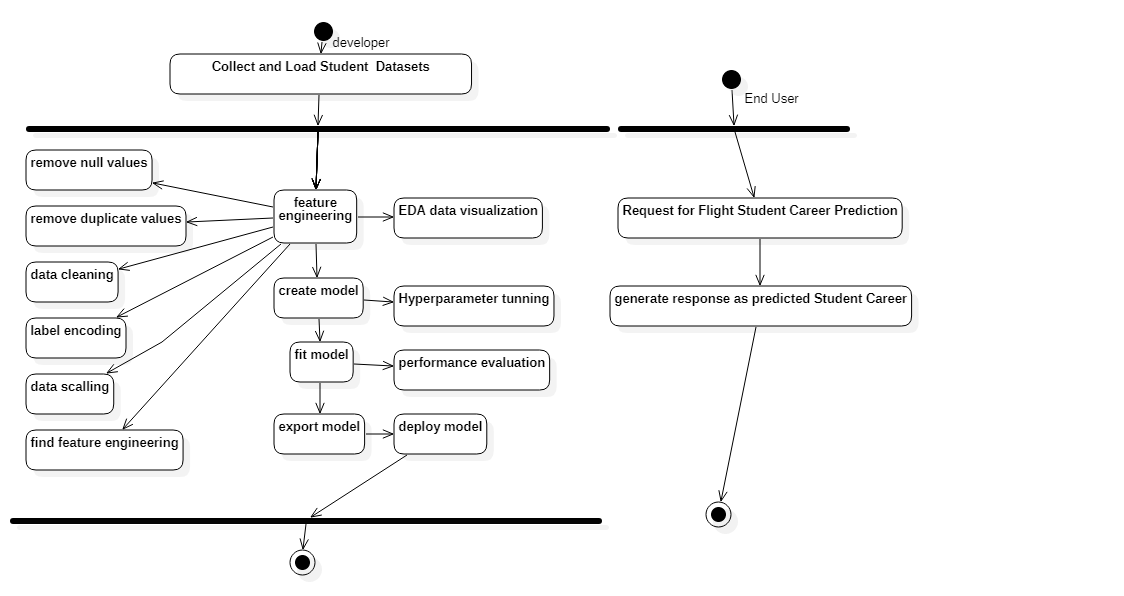 developer
Collect and Load Student  Datasets
End User
remove null values
feature
engineering
EDA data visualization
Request for Flight Student Career Prediction
remove duplicate values
data cleaning
create model
Hyperparameter tunning
generate response as predicted Student Career
label encoding
fit model
performance evaluation
data scalling
export model
deploy model
find feature engineering